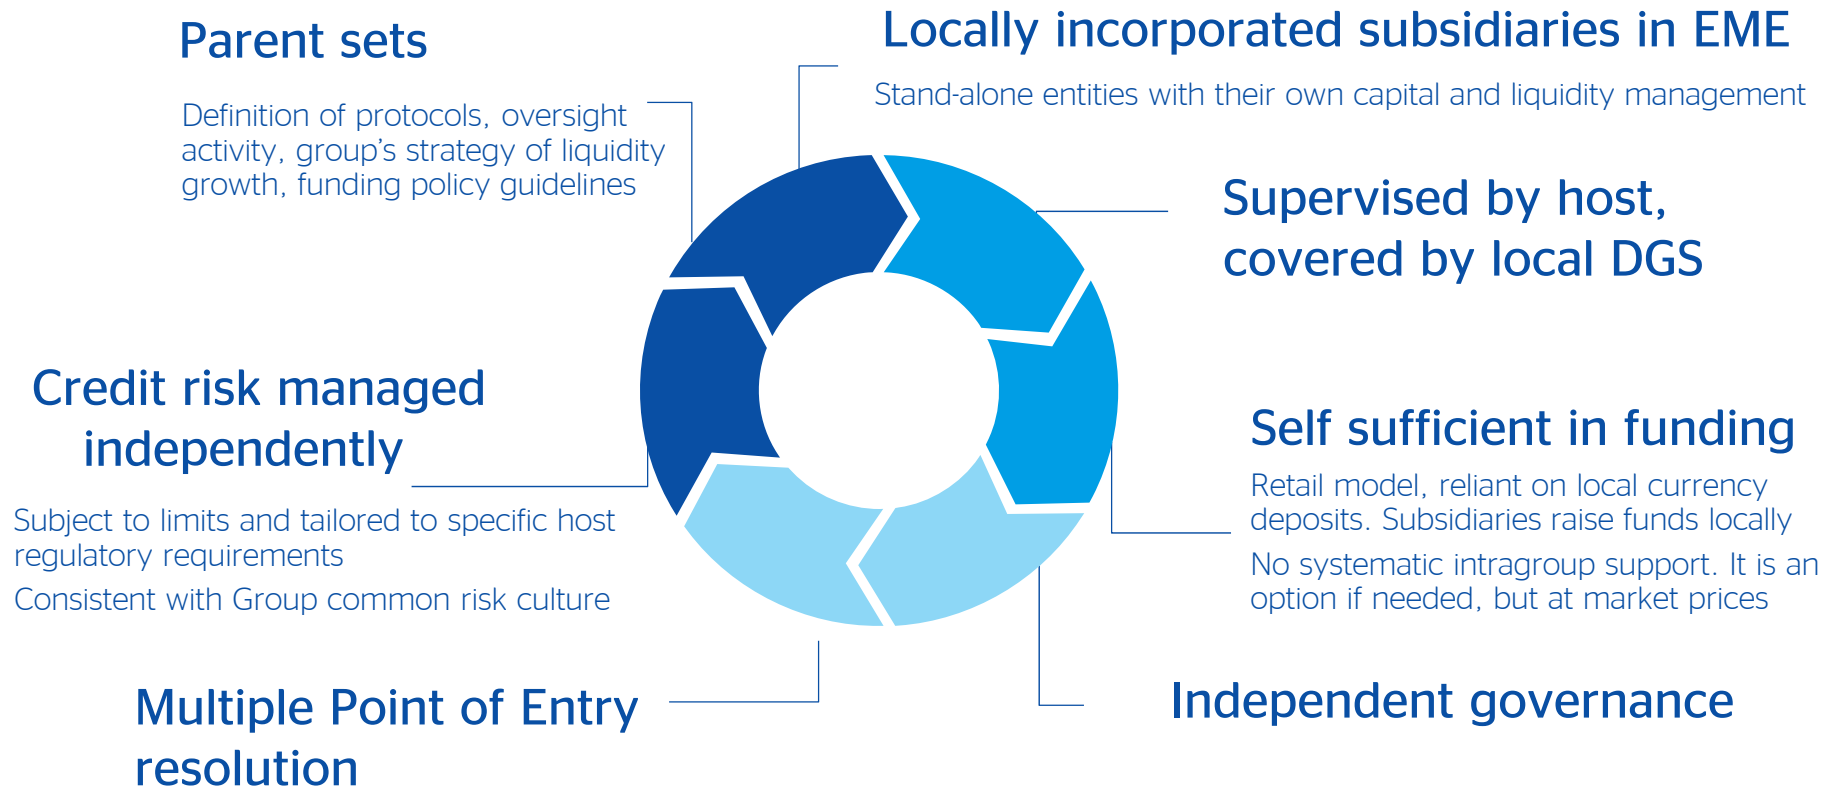 Parent sets
Definition of protocols, oversight
activity, group’s strategy of liquidity
growth, funding policy guidelines
Locally incorporated subsidiaries in EME
Stand-alone entities with their own capital and liquidity management
Supervised by host,
covered by local DGS
Credit risk managed
independently
Subject to limits and tailored to specific host
regulatory requirements
Consistent with Group common risk culture
Self sufficient in funding
Retail model, reliant on local currency
deposits. Subsidiaries raise funds locally
No systematic intragroup support. It is an
option if needed, but at market prices
Multiple Point of Entry
resolution
Independent governance